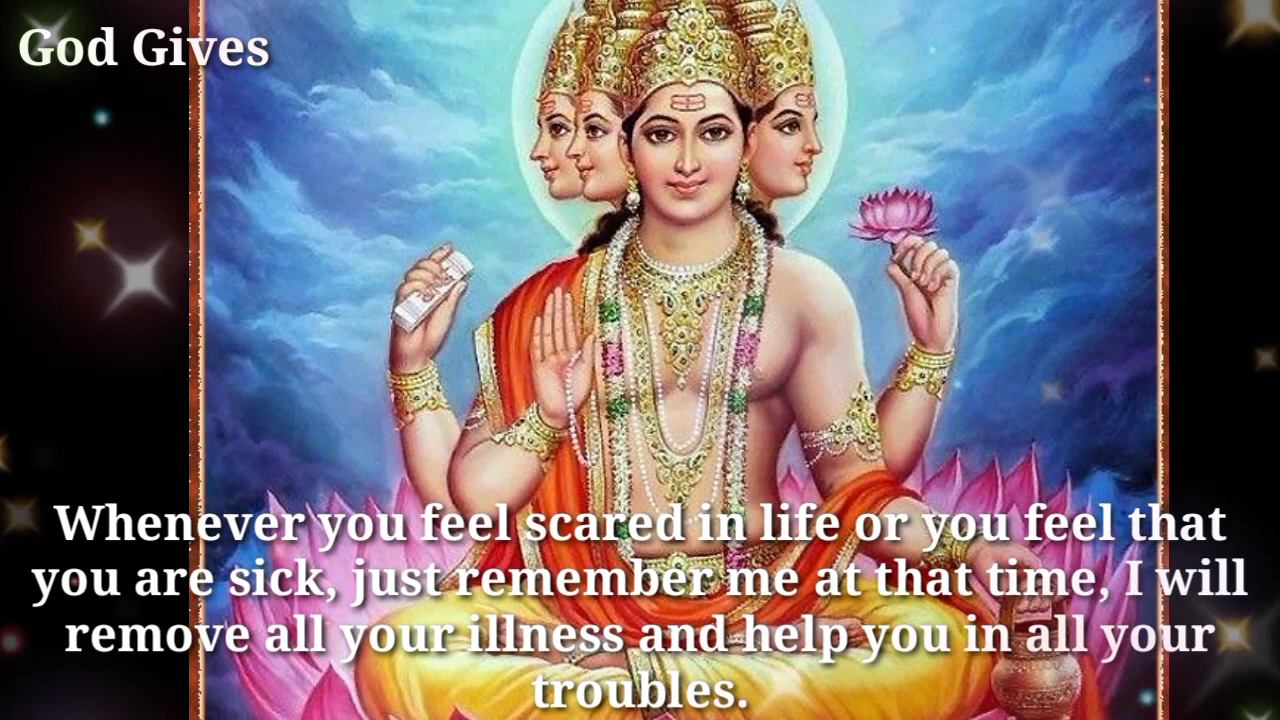 God Gives
Whenever you feel scared in life or you feel that
you are sick, just remember me at that time, I will
remove all your illness and help you in all your
troubles.